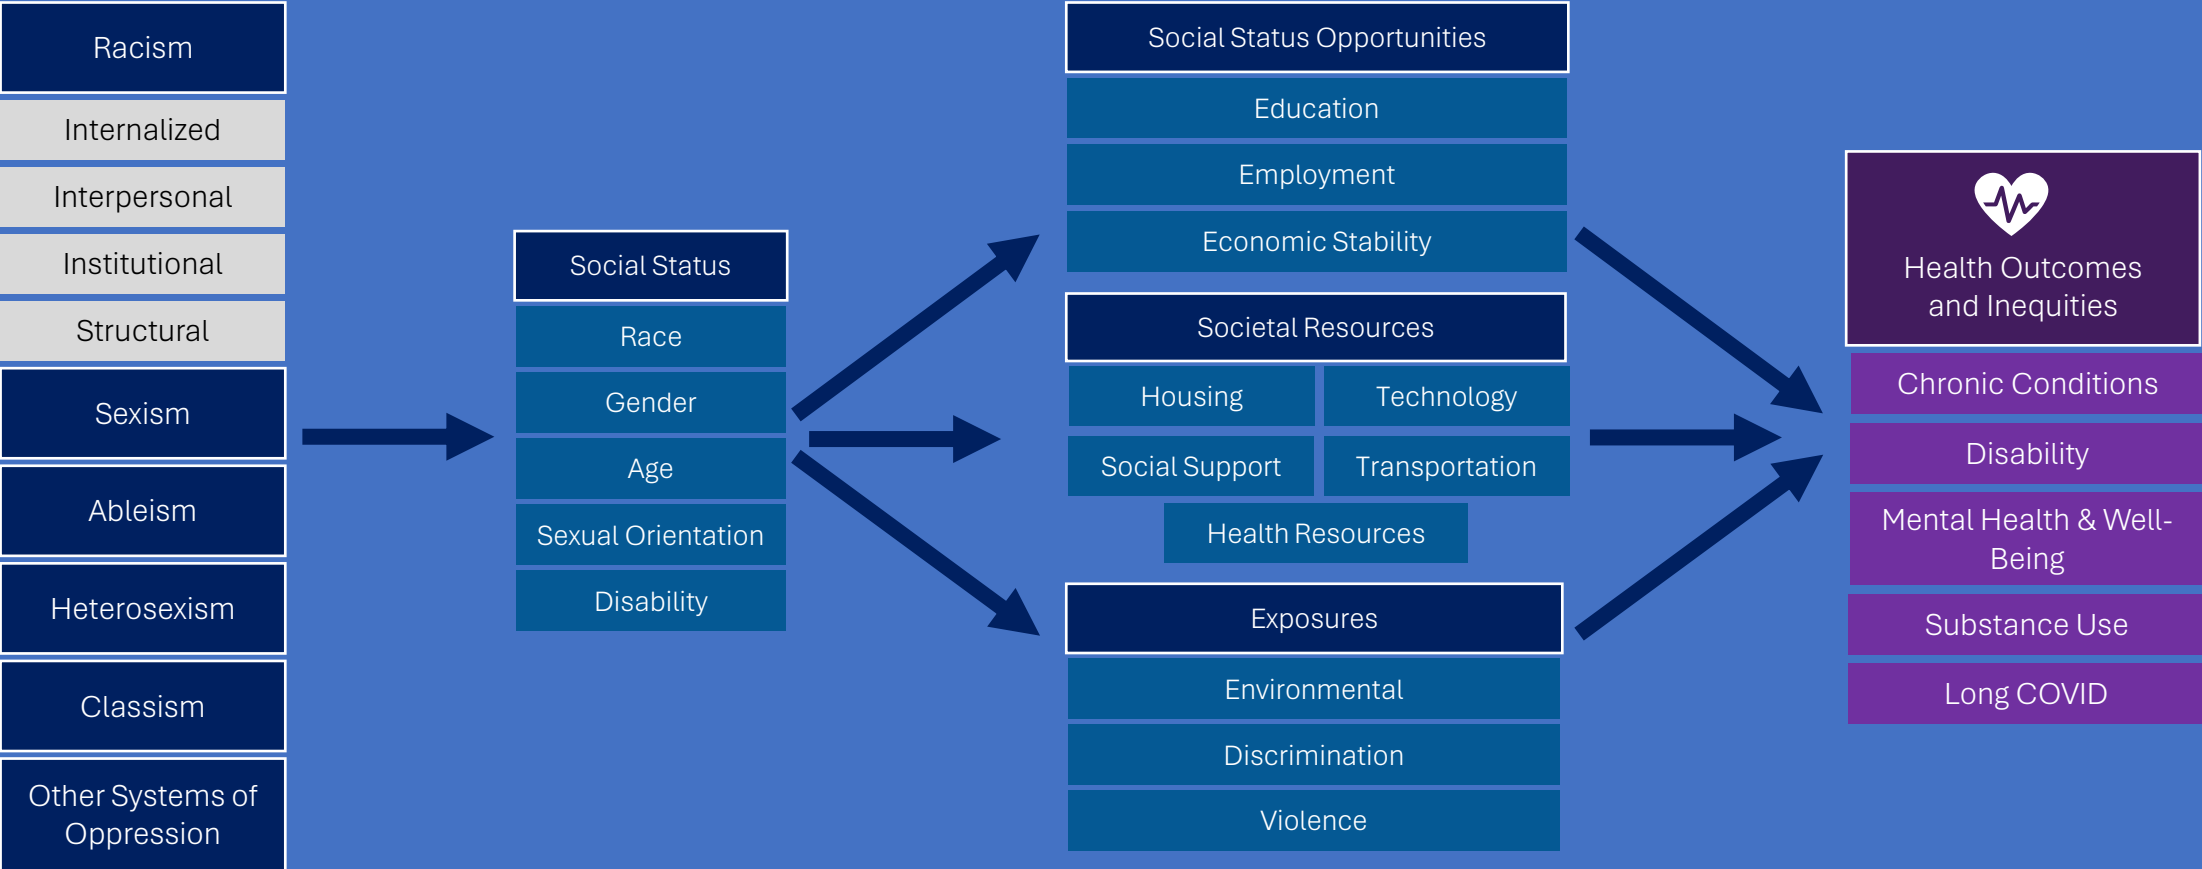 Racism
Internalized
Interpersonal
Institutional
Structural
Sexism
Ableism
Heterosexism
Classism
Other Systems of
Oppression
Social Status
Race
Gender
Age
Sexual Orientation
Disability
Social Status Opportunities
Education
Employment
Economic Stability
Societal Resources
Housing
Technology
Social Support
Transportation
Health Resources
Exposures
Environmental
Discrimination
Violence
Health Outcomes
and Inequities
Chronic Conditions
Disability
Mental Health & Well-
Being
Substance Use
Long COVID